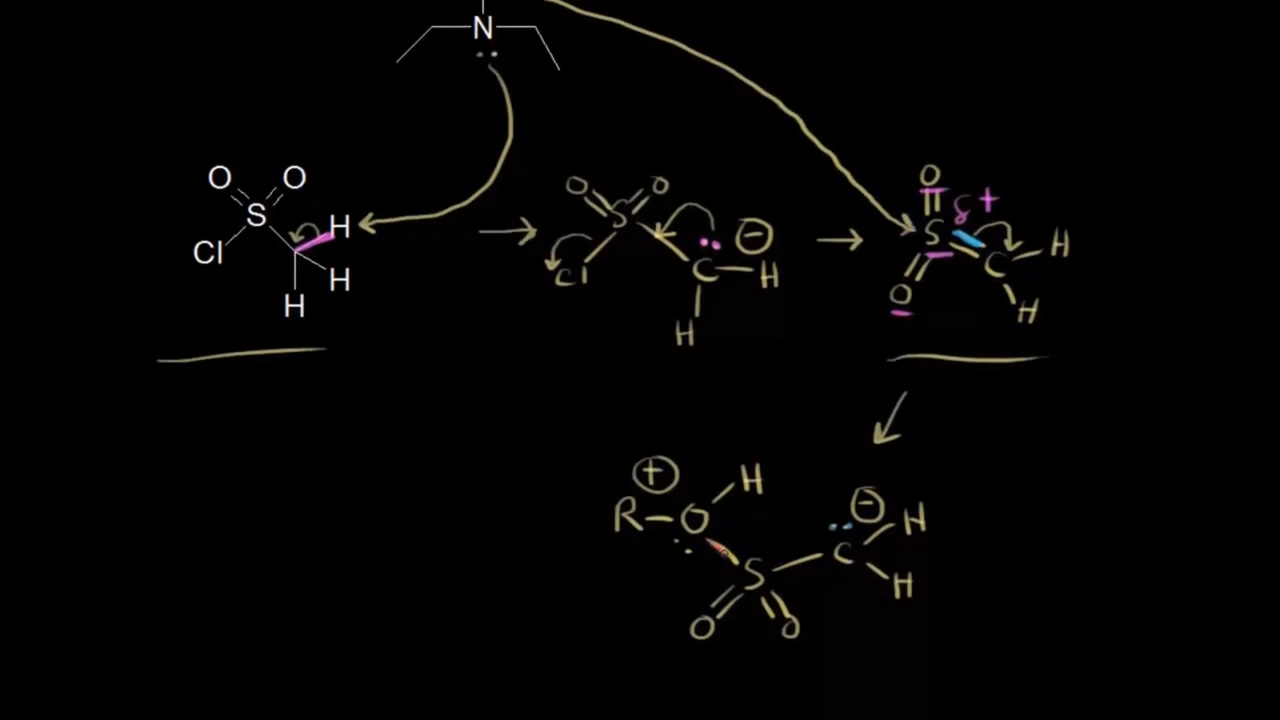 N
O O O O O
S H S ⊖ S δ+ H
Cl H Cl C H C
H H O H
⊕ H ⊖
R O C H
S H
O O